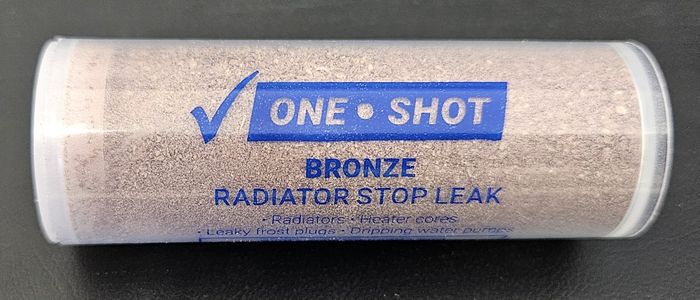 ONE • SHOT
BRONZE
RADIATOR STOP LEAK
• Radiators • Heater cores
• Leaky frost plugs • Dripping water pumps